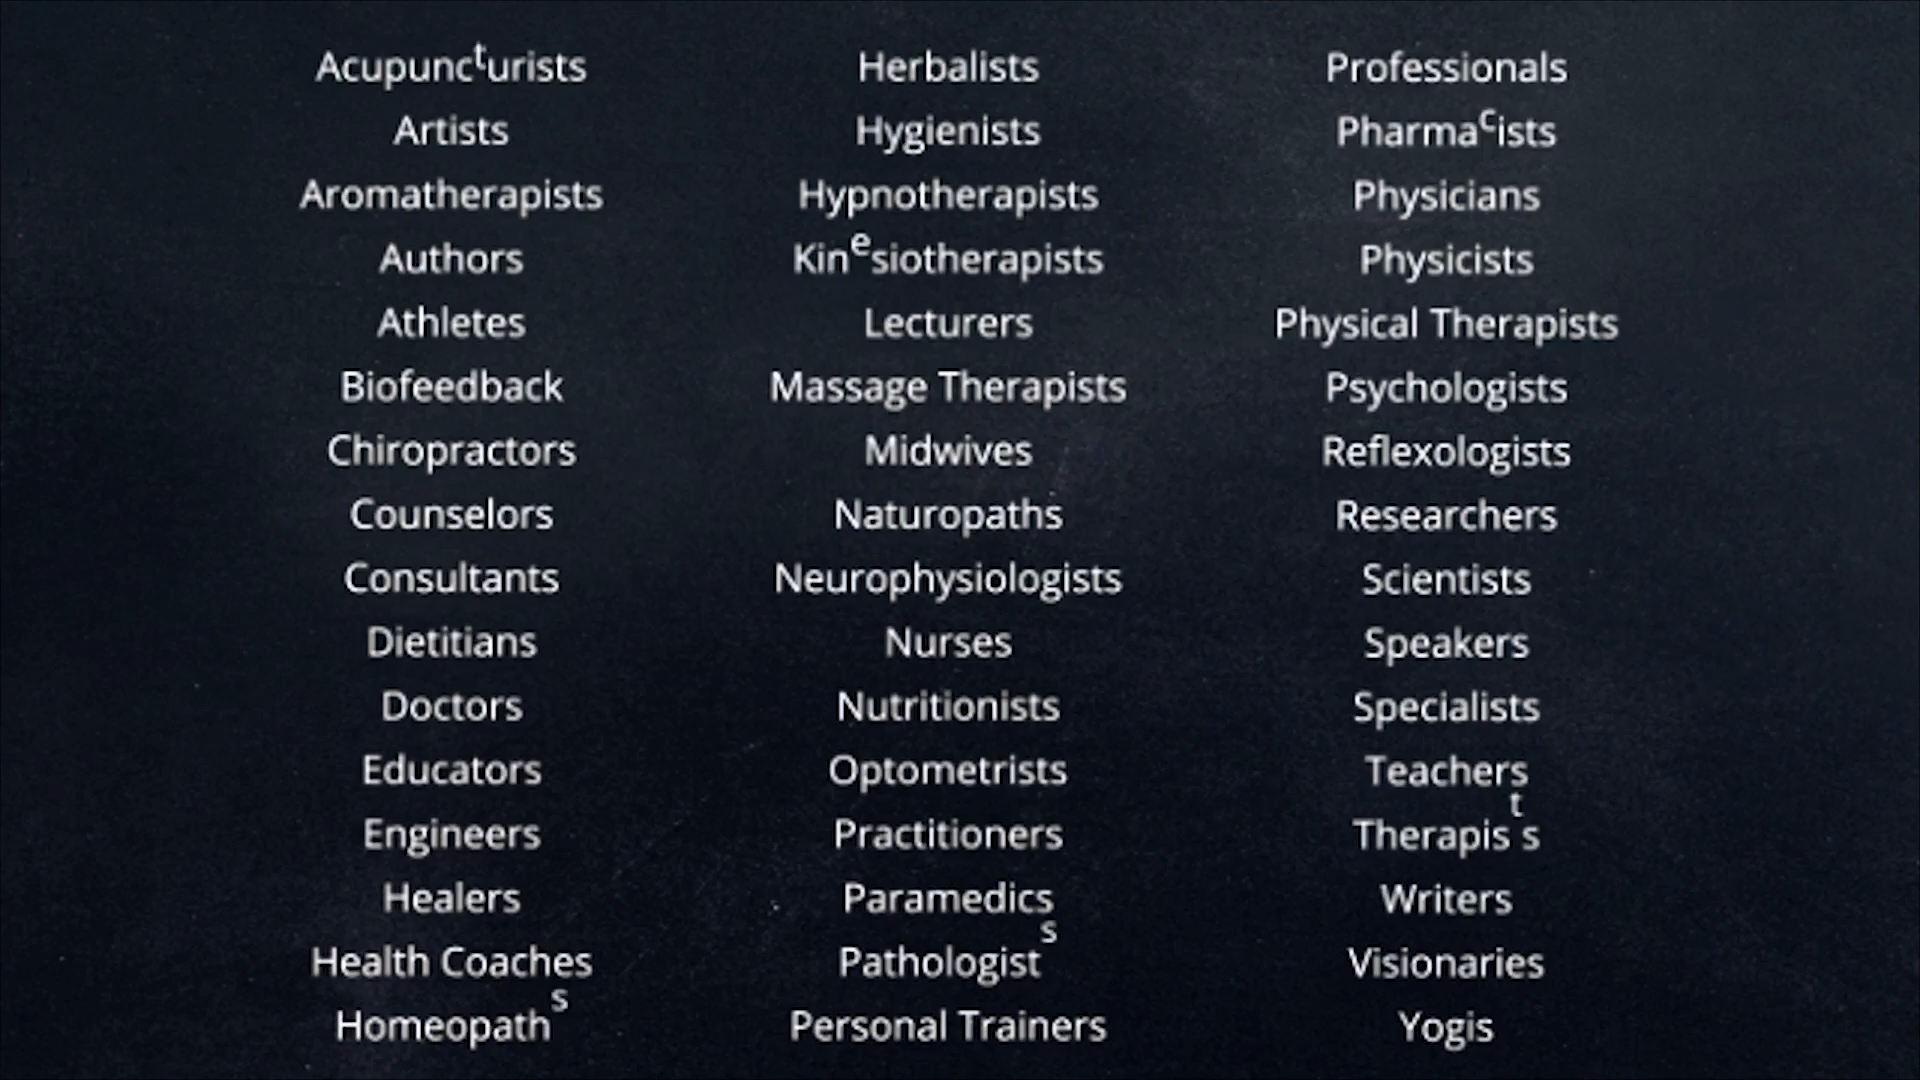 Acupuncturists
Artists
Aromatherapists
Authors
Athletes
Biofeedback
Chiropractors
Counselors
Consultants
Dietitians
Doctors
Educators
Engineers
Healers
Health Coaches
Homeopaths
Herbalists
Hygienists
Hypnotherapists
Kinesiotherapists
Lecturers
Massage Therapists
Midwives
Naturopaths
Neurophysiologists
Nurses
Nutritionists
Optometrists
Practitioners
Paramedics
Pathologists
Personal Trainers
Professionals
Pharmacists
Physicians
Physicists
Physical Therapists
Psychologists
Reflexologists
Researchers
Scientists
Speakers
Specialists
Teachers
Therapists
Writers
Visionaries
Yogis